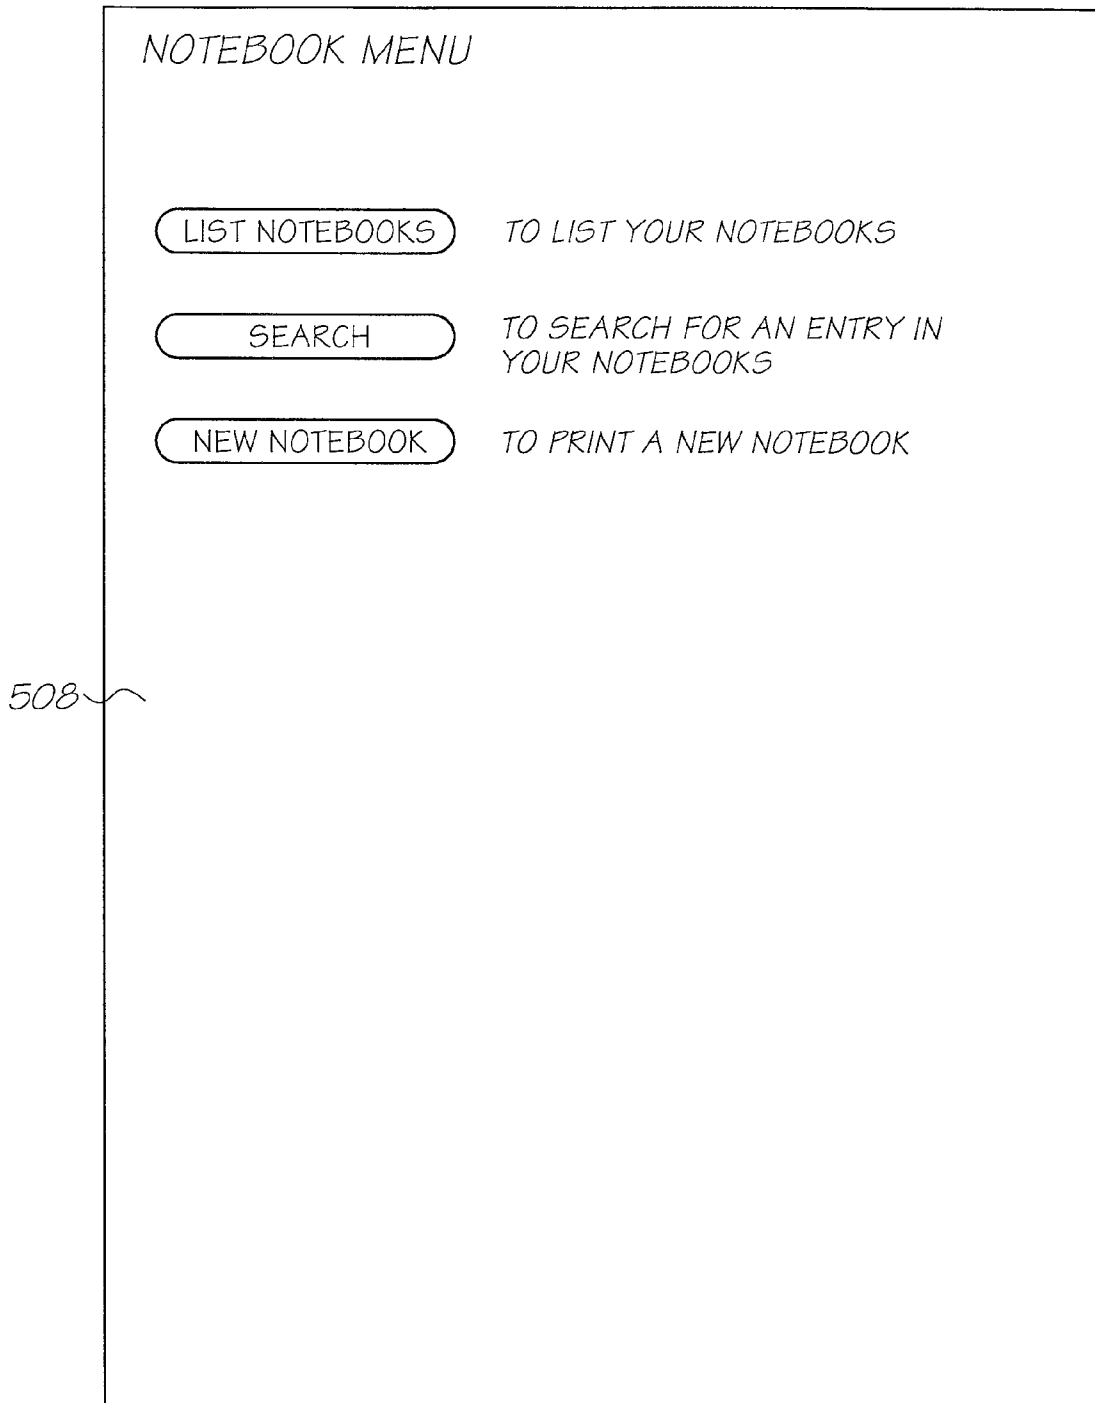 NOTEBOOK MENU
LIST NOTEBOOKS TO LIST YOUR NOTEBOOKS
SEARCH TO SEARCH FOR AN ENTRY IN
YOUR NOTEBOOKS
NEW NOTEBOOK TO PRINT A NEW NOTEBOOK
508